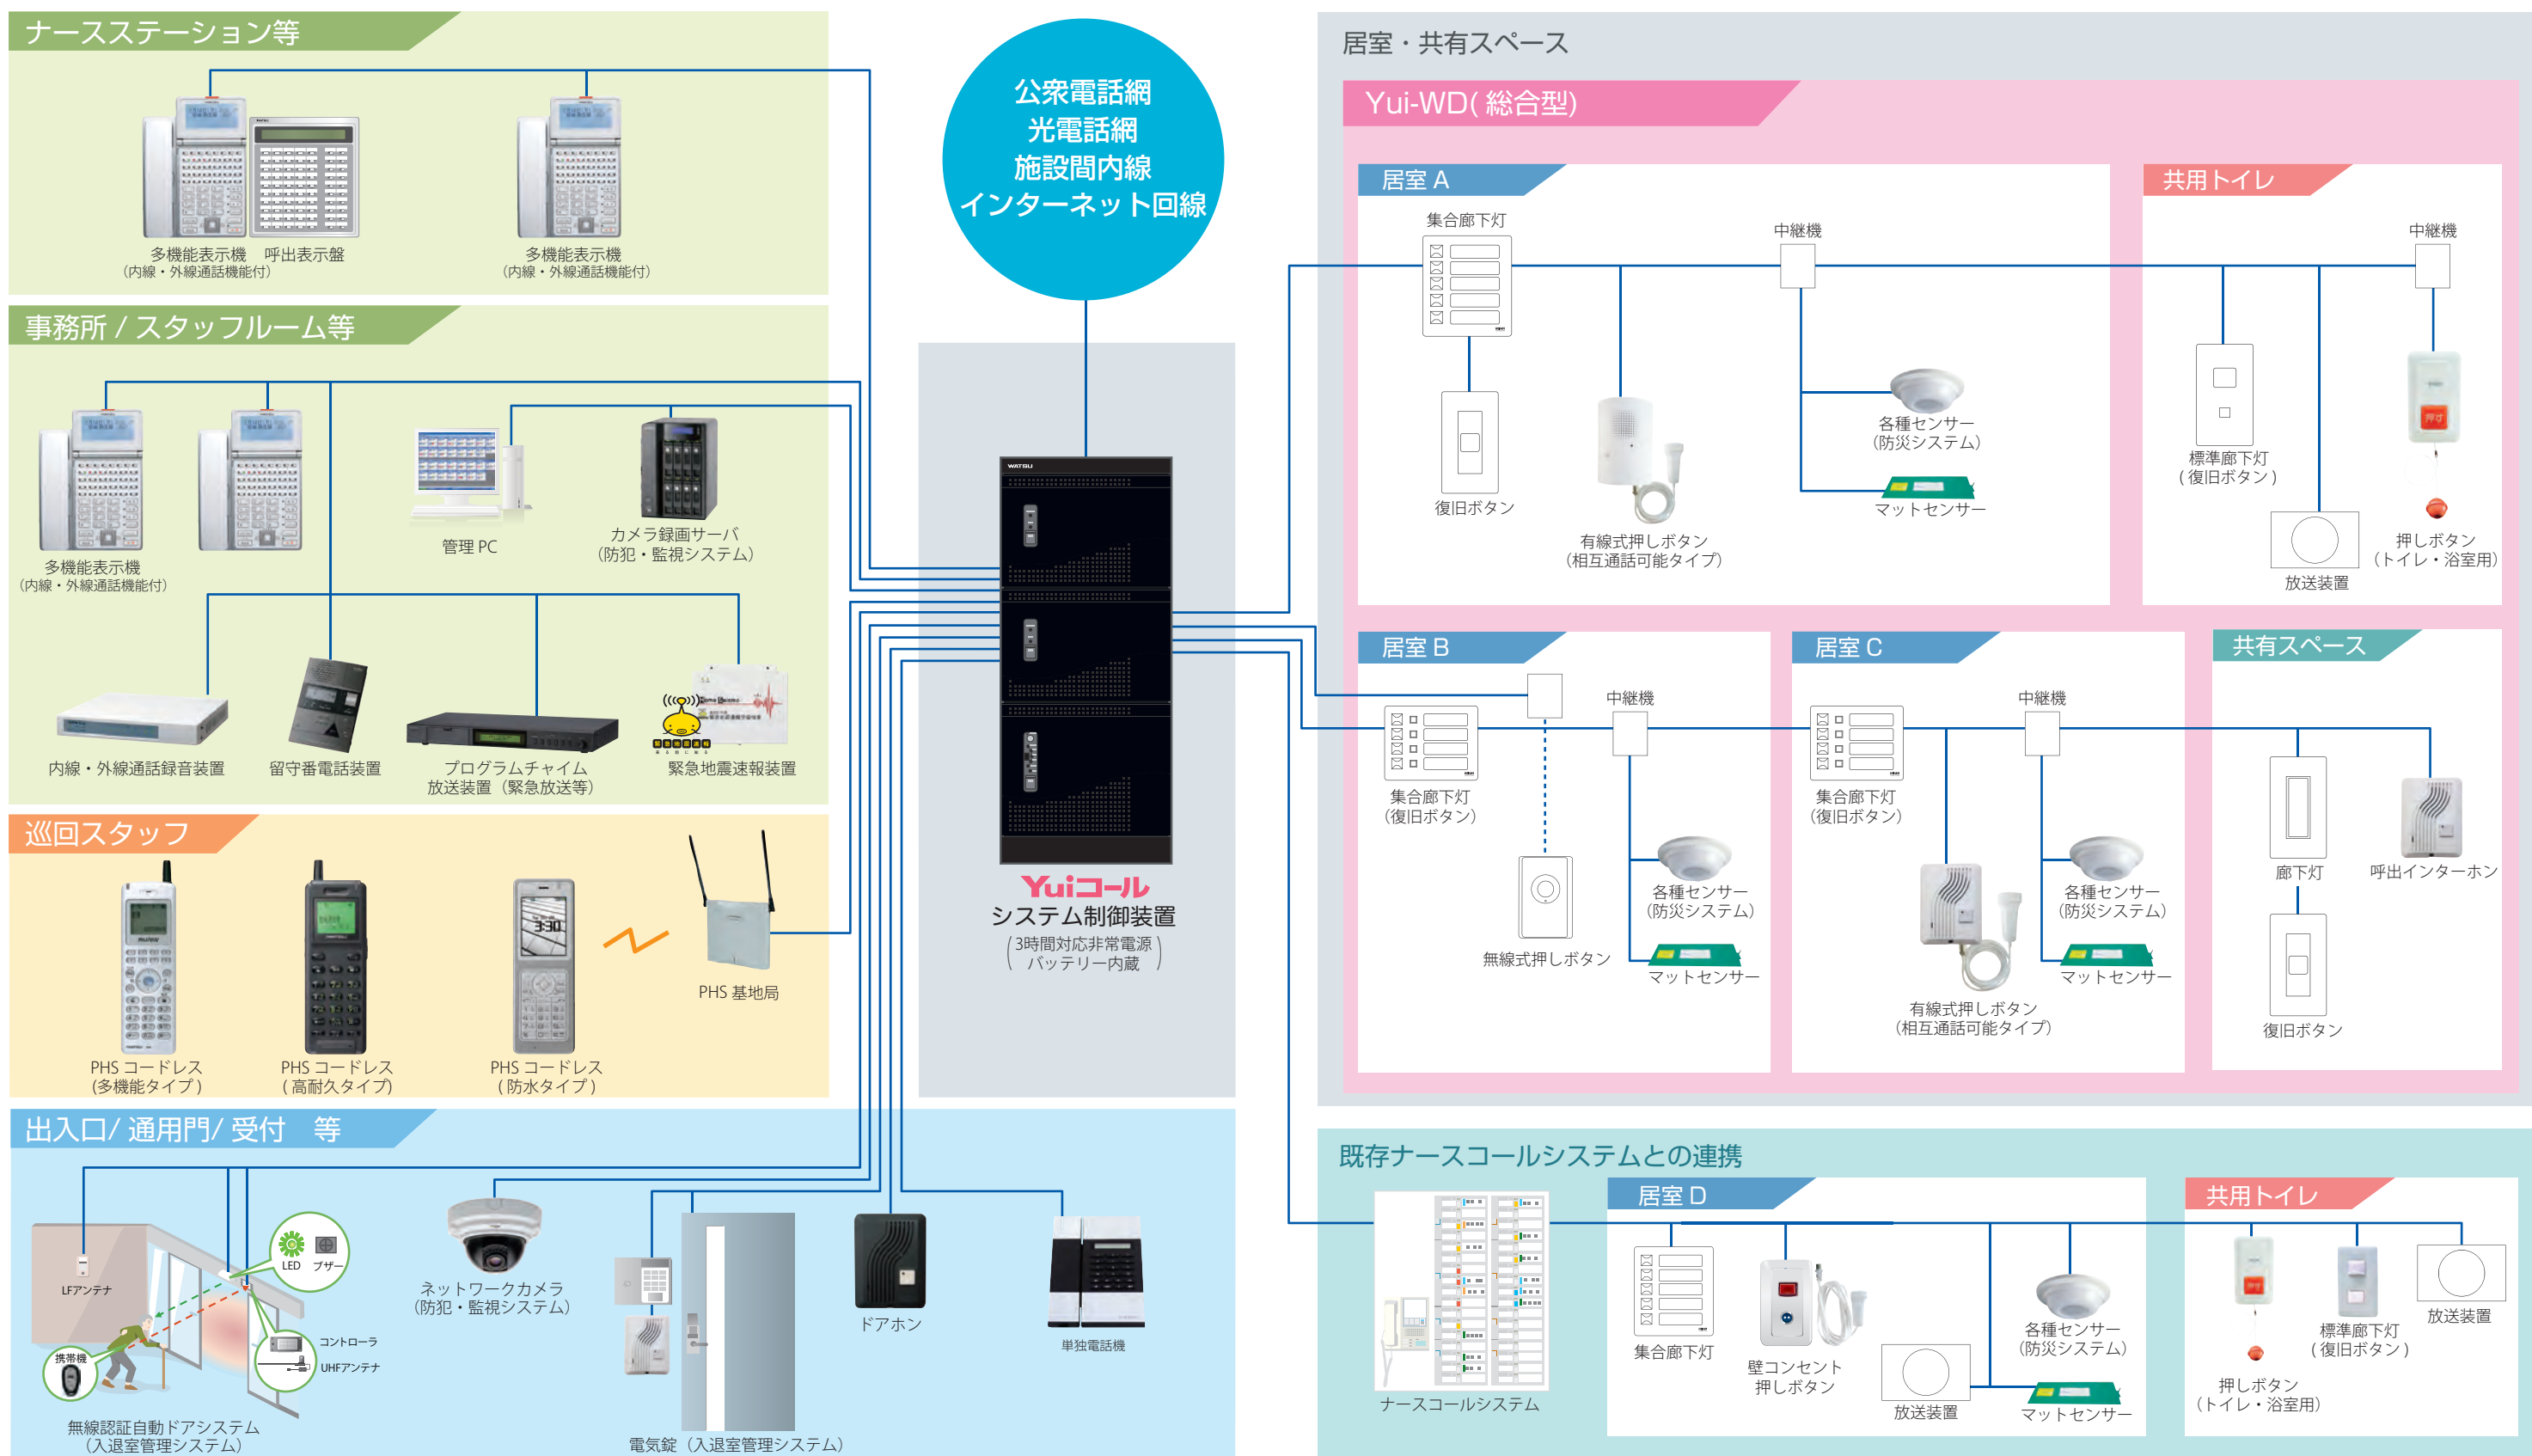 ナースステーション等
多機能表示機
(内線・外線通話機能付)
呼出表示盤
多機能表示機
(内線・外線通話機能付)
事務所 / スタッフルーム等
多機能表示機
(内線・外線通話機能付)
管理 PC
カメラ録画サーバ
(防犯・監視システム)
内線・外線通話録音装置
留守番電話装置
プログラムチャイム
放送装置（緊急放送等）
緊急地震速報
緊急地震速報装置
巡回スタッフ
3:30
PHS コードレス
(多機能タイプ)
PHS コードレス
(高耐久タイプ)
PHS コードレス
(防水タイプ)
PHS 基地局
出入口/ 通用門/ 受付　等
LFアンテナ
LED
ブザー
コントローラ
UHFアンテナ
携帯機
無線認証自動ドアシステム
(入退室管理システム)
ネットワークカメラ
(防犯・監視システム)
電気錠（入退室管理システム）
ドアホン
単独電話機
公衆電話網
光電話網
施設間内線
インターネット回線
WATSU
Yuiコール
システム制御装置
(3時間対応非常電源
バッテリー内蔵)
居室・共有スペース
Yui-WD( 総合型)
居室 A
集合廊下灯
復旧ボタン
有線式押しボタン
(相互通話可能タイプ)
中継機
各種センサー
(防災システム)
マットセンサー
共用トイレ
中継機
標準廊下灯
( 復旧ボタン )
放送装置
押す
押しボタン
(トイレ・浴室用)
居室 B
集合廊下灯
(復旧ボタン)
無線式押しボタン
中継機
各種センサー
(防災システム)
マットセンサー
居室 C
集合廊下灯
(復旧ボタン)
有線式押しボタン
(相互通話可能タイプ)
中継機
各種センサー
(防災システム)
マットセンサー
共有スペース
廊下灯
復旧ボタン
呼出インターホン
既存ナースコールシステムとの連携
ナースコールシステム
居室 D
集合廊下灯
壁コンセント
押しボタン
放送装置
各種センサー
(防災システム)
マットセンサー
共用トイレ
押す
押しボタン
(トイレ・浴室用)
標準廊下灯
( 復旧ボタン )
放送装置